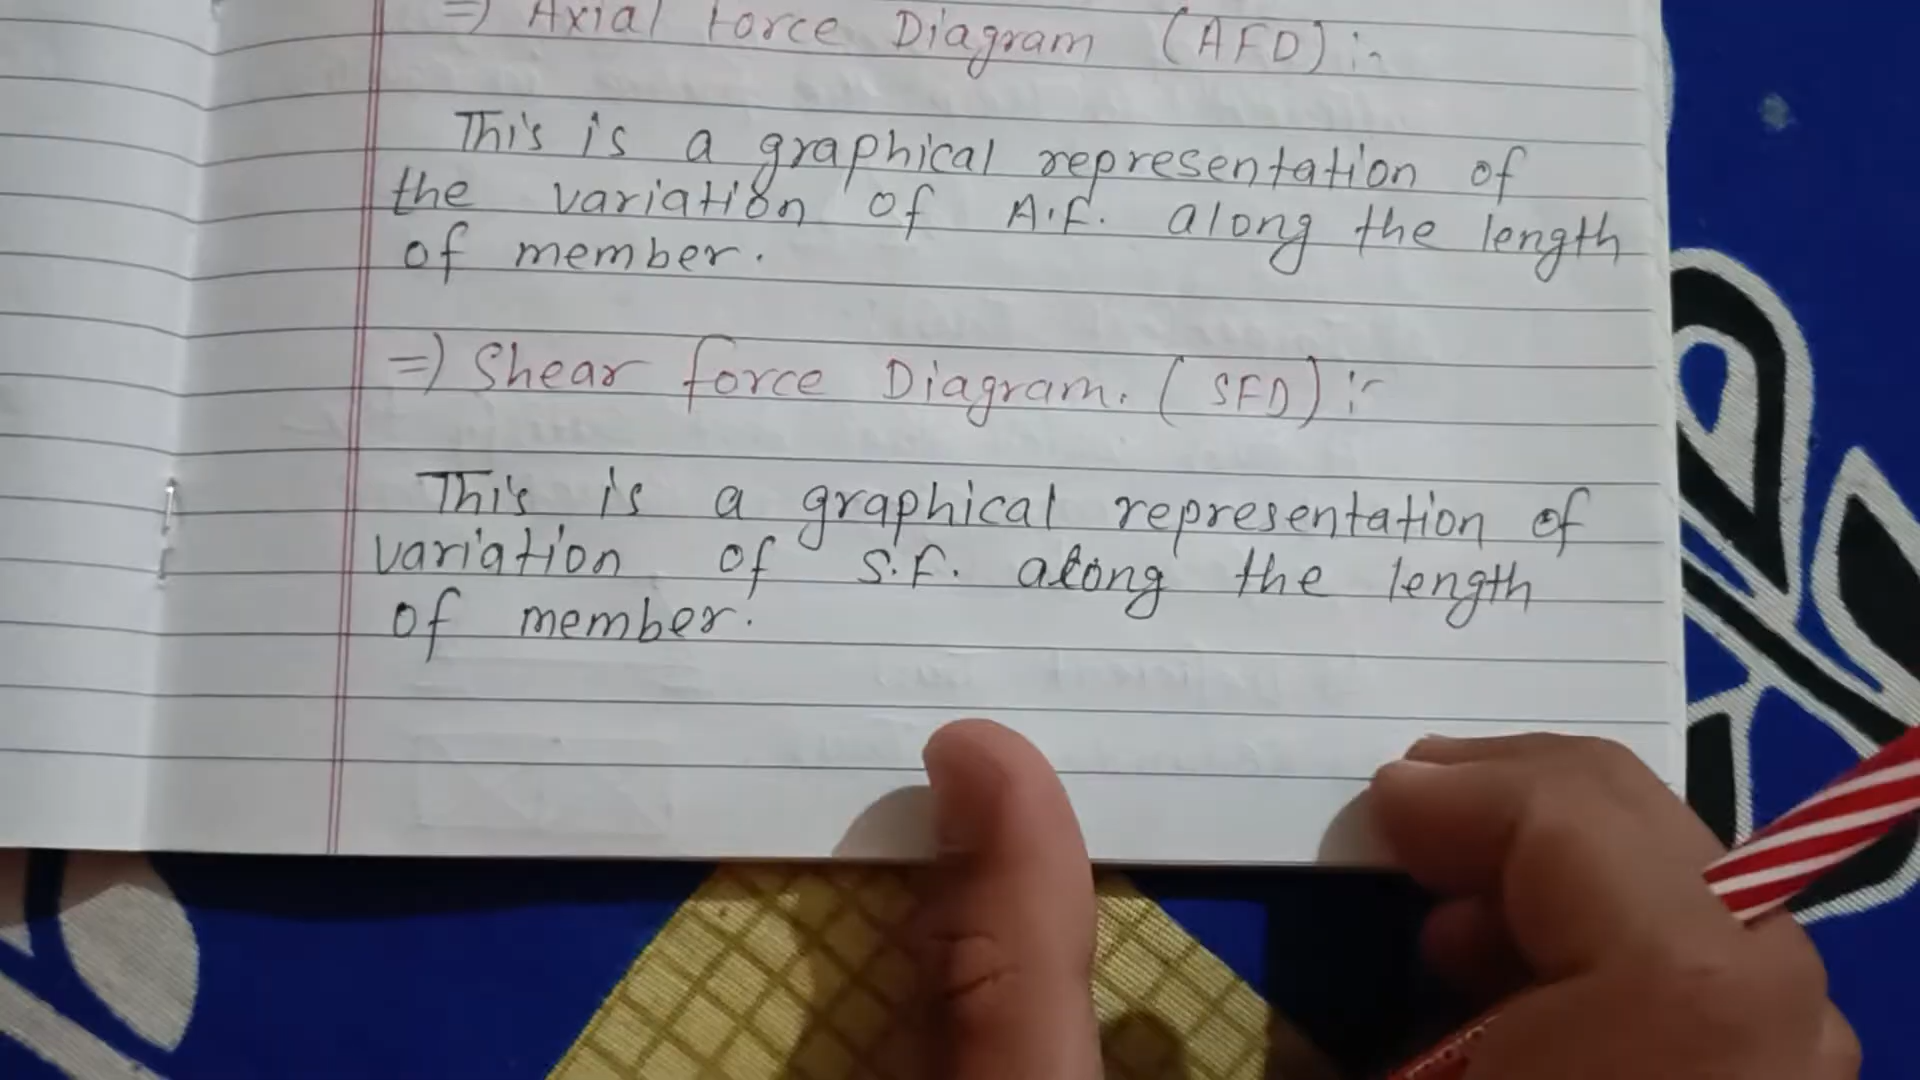 =) Axial Force Diagram (AFD) :-
This is a graphical representation of
the variation of A.F. along the length
of member.
=) Shear force Diagram. (SFD) :-
This is a graphical representation of
variation of S.F. along the length
of member.